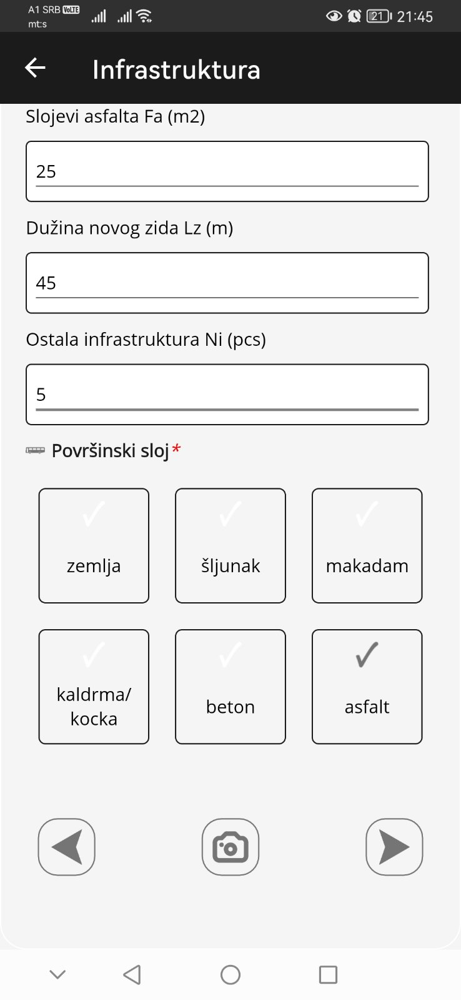 A1 SRB VoLTE
mt:s
21 21:45
Infrastruktura
Slojevi asfalta Fa (m2)
25
Dužina novog zida Lz (m)
45
Ostala infrastruktura Ni (pcs)
5
Površinski sloj*
zemlja
šljunak
makadam
kaldrma/
kocka
beton
asfalt